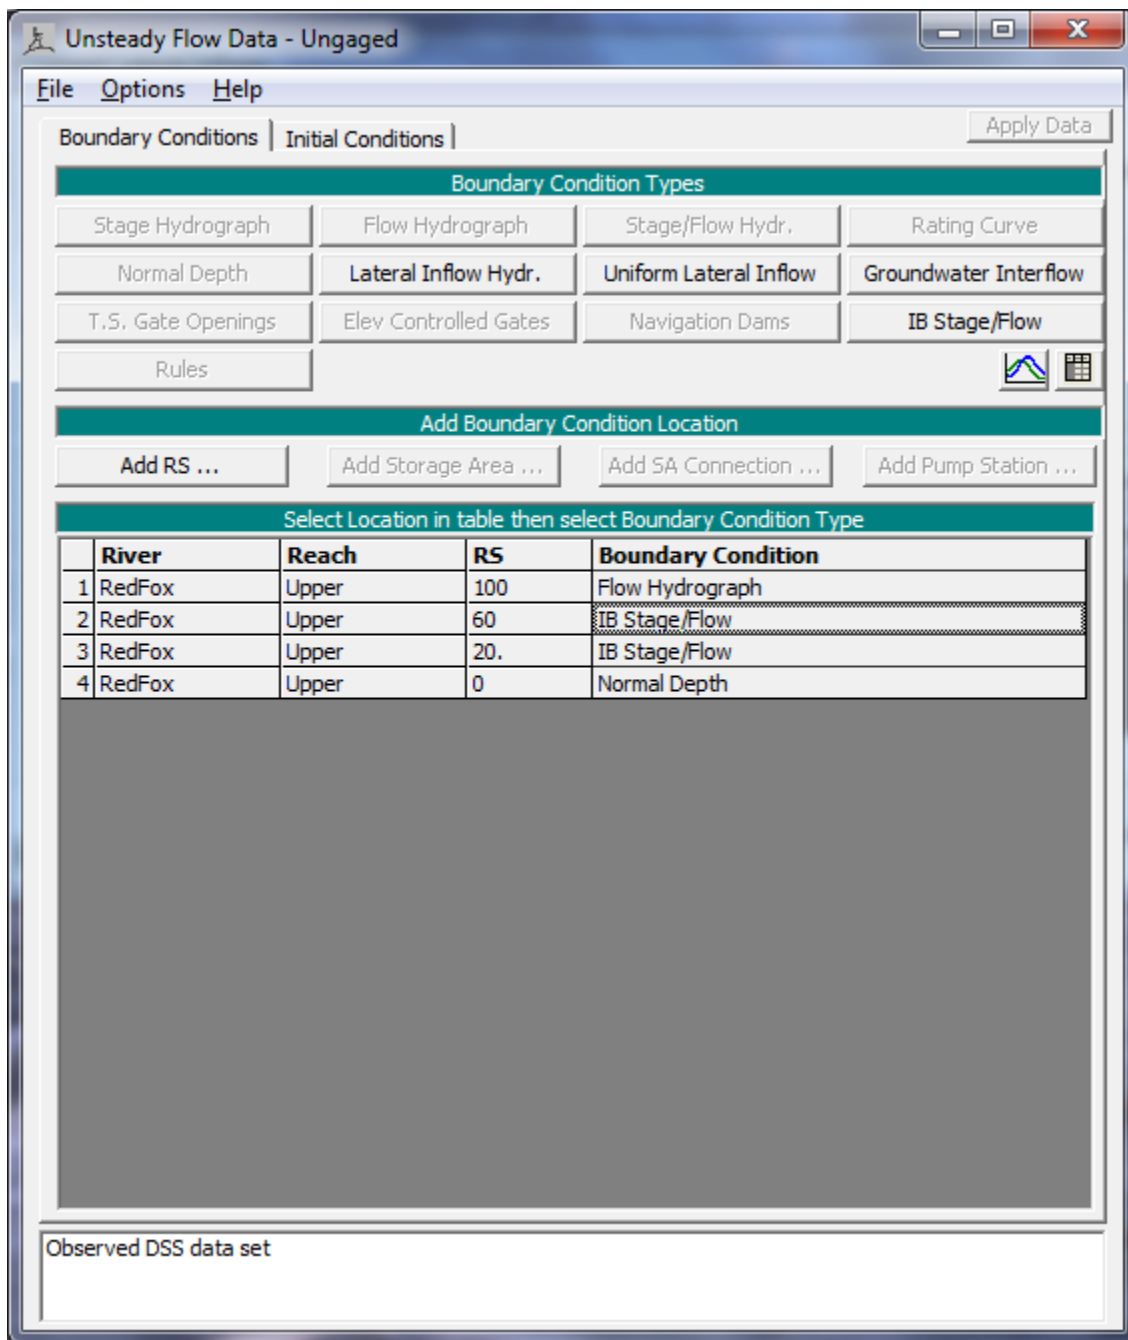 Unsteady Flow Data - Ungaged
File Options Help
Boundary Conditions Initial Conditions Apply Data
Boundary Condition Types
Stage Hydrograph Flow Hydrograph Stage/Flow Hydr. Rating Curve
Normal Depth Lateral Inflow Hydr. Uniform Lateral Inflow Groundwater Interflow
T.S. Gate Openings Elev Controlled Gates Navigation Dams IB Stage/Flow
Rules
Add Boundary Condition Location
Add RS ... Add Storage Area ... Add SA Connection ... Add Pump Station ...
Select Location in table then select Boundary Condition Type
River Reach RS Boundary Condition
1 RedFox Upper 100 Flow Hydrograph
2 RedFox Upper 60 IB Stage/Flow
3 RedFox Upper 20. IB Stage/Flow
4 RedFox Upper 0 Normal Depth
Observed DSS data set